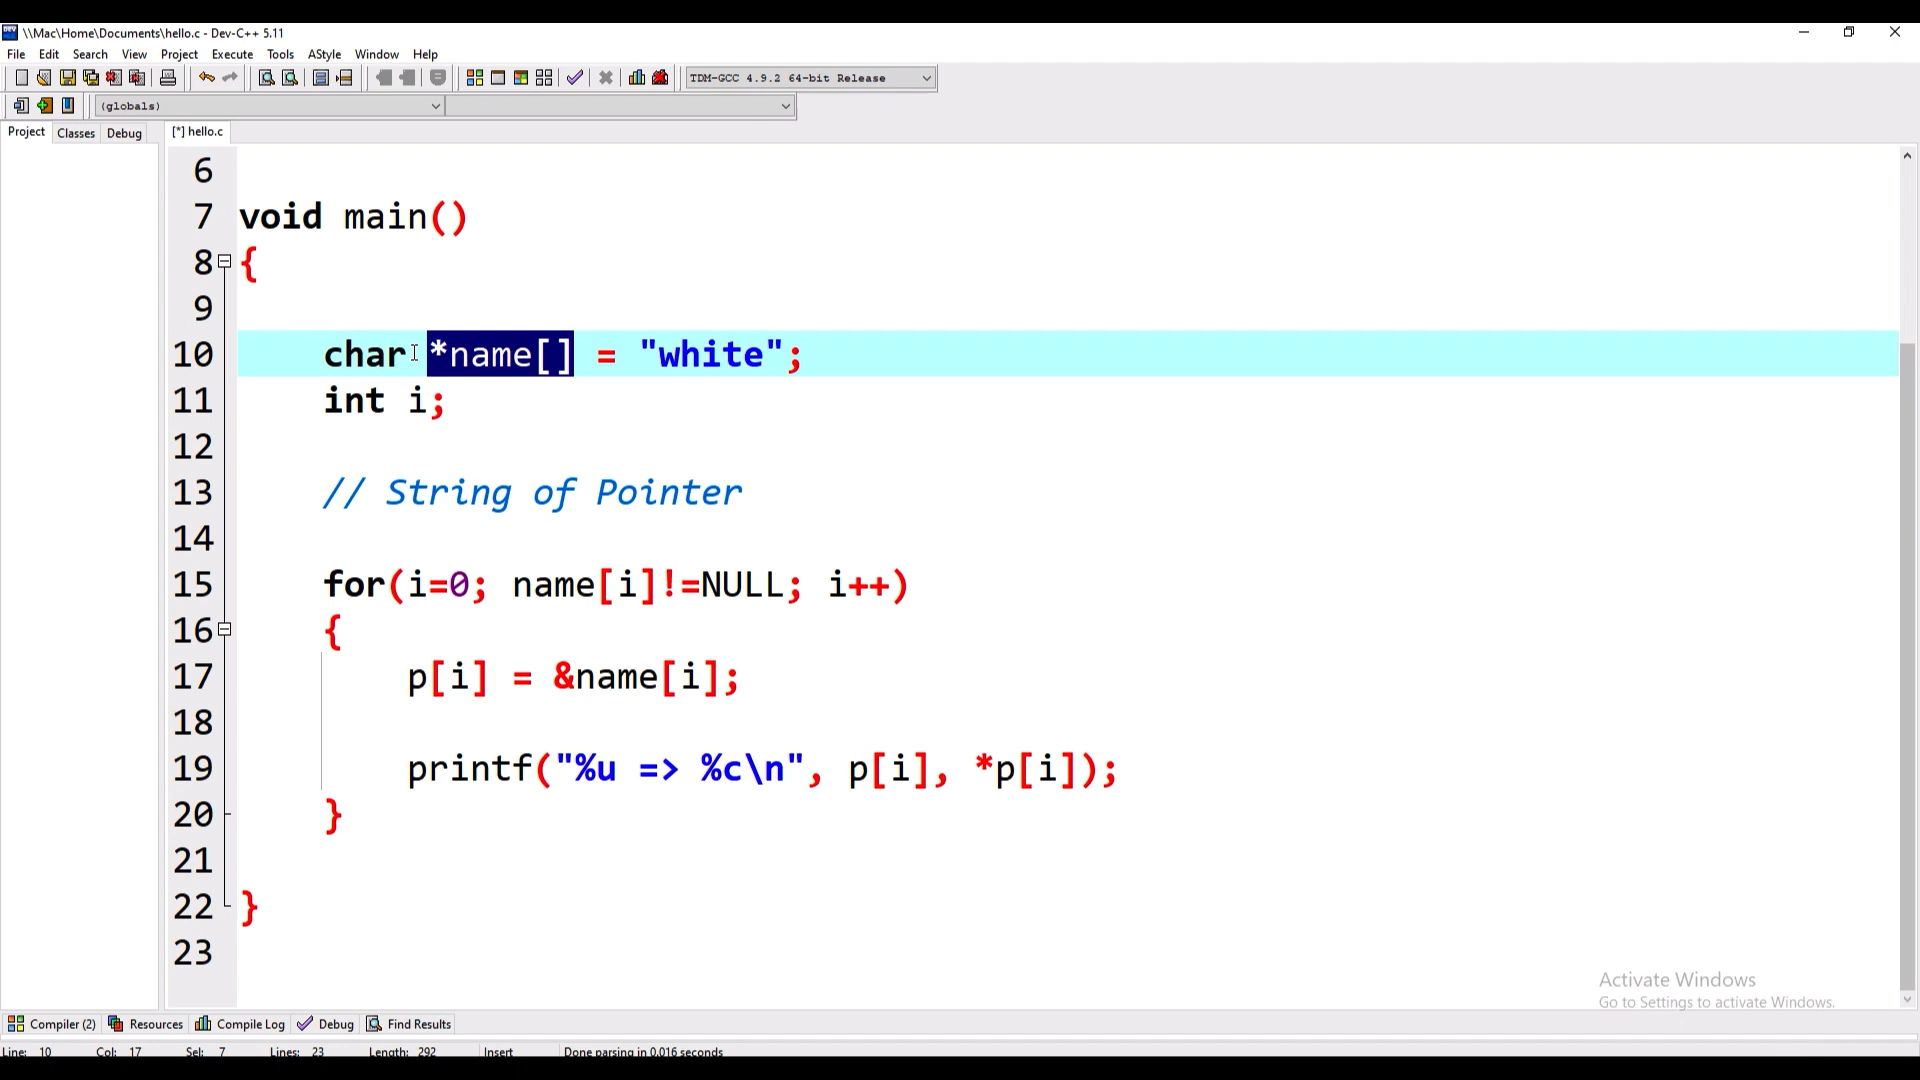 \\Mac\Home\Documents\hello.c - Dev-C++ 5.11
File Edit Search View Project Execute Tools AStyle Window Help
TDM-GCC 4.9.2 64-bit Release
(globals)
Project Classes Debug [*] hello.c
6
7 void main()
8 {
9
10 char *name[] = "white";
11 int i;
12
13 // String of Pointer
14
15 for(i=0; name[i]!=NULL; i++)
16 {
17 p[i] = &name[i];
18
19 printf("%u => %c\n", p[i], *p[i]);
20 }
21
22 }
23
Activate Windows
Go to Settings to activate Windows.
Compiler (2) Resources Compile Log Debug Find Results
Line: 10 Col: 17 Sel: 7 Lines: 23 Length: 292 Insert Done parsing in 0.016 seconds